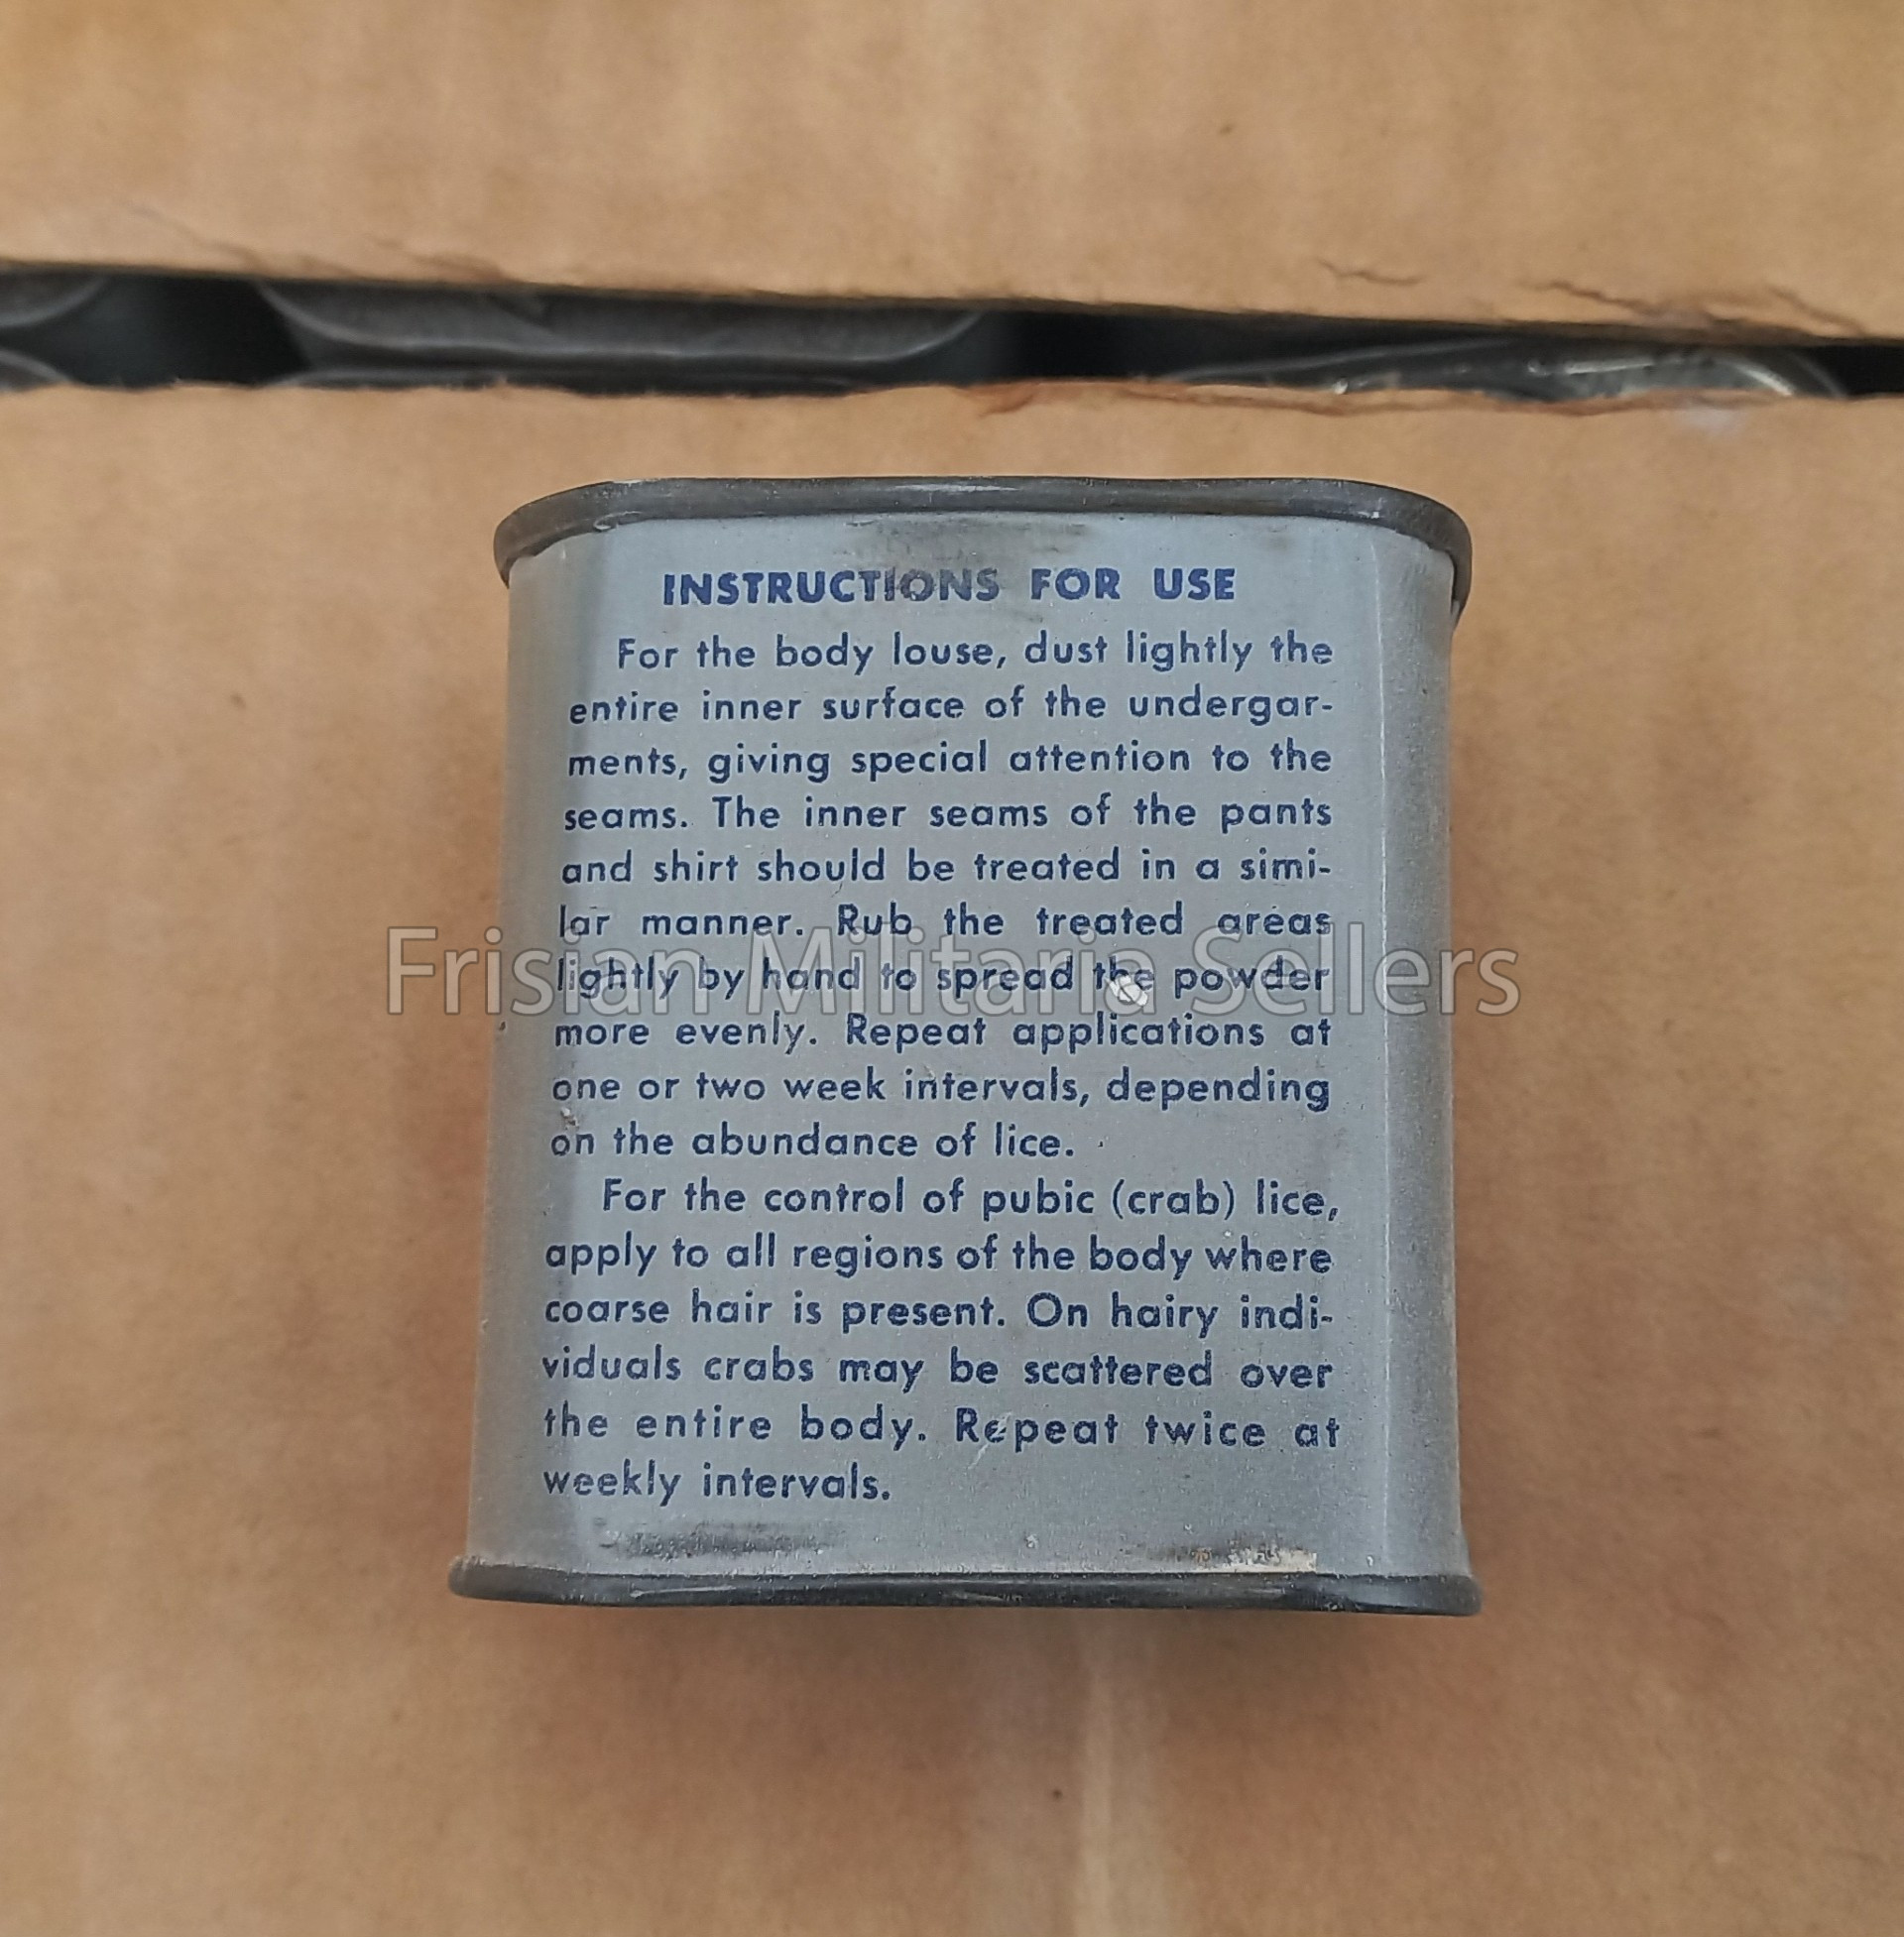 INSTRUCTIONS FOR USE
For the body louse, dust lightly the
entire inner surface of the undergar-
ments, giving special attention to the
seams. The inner seams of the pants
and shirt should be treated in a simi-
lar manner. Rub the treated areas
lightly by hand to spread the powder
more evenly. Repeat applications at
one or two week intervals, depending
on the abundance of lice.
For the control of pubic (crab) lice,
apply to all regions of the body where
coarse hair is present. On hairy indi-
viduals crabs may be scattered over
the entire body. Repeat twice at
weekly intervals.
Frisian Militaria Sellers